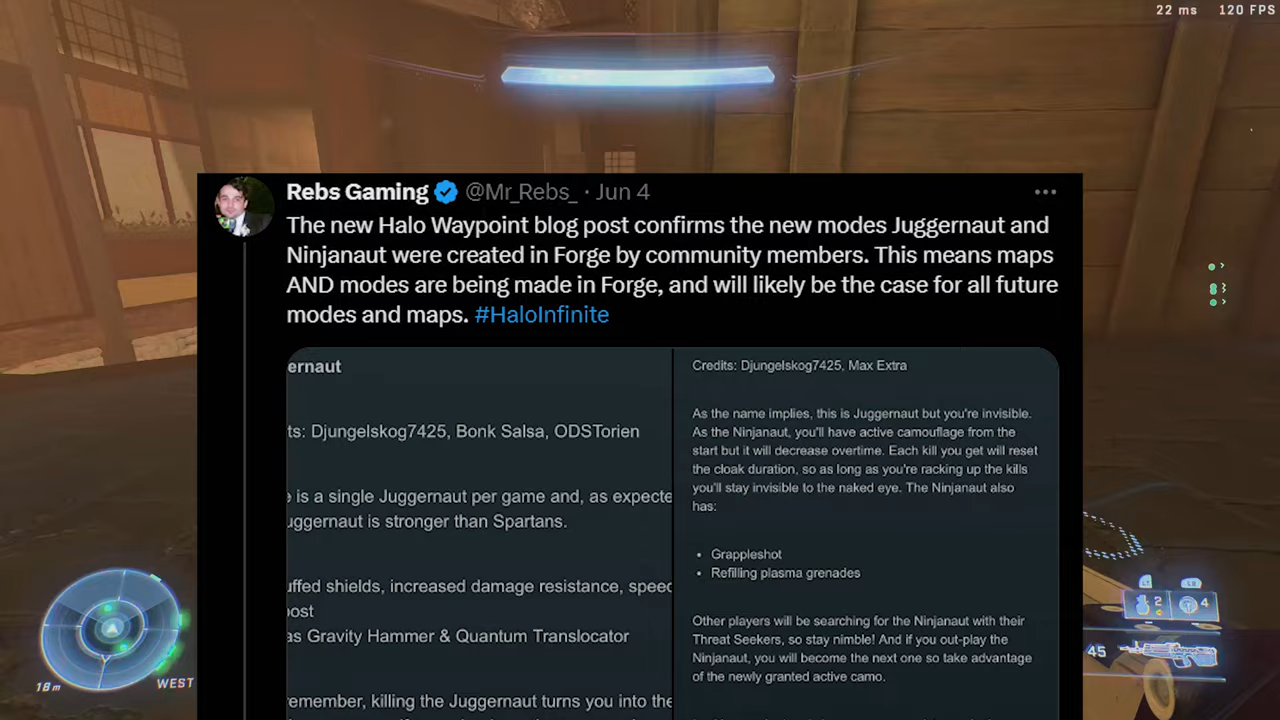 22 ms 120 FPS
Rebs Gaming @Mr_Rebs_ · Jun 4
The new Halo Waypoint blog post confirms the new modes Juggernaut and
Ninjanaut were created in Forge by community members. This means maps
AND modes are being made in Forge, and will likely be the case for all future
modes and maps. #HaloInfinite
ernaut
ts: Djungelskog7425, Bonk Salsa, ODSTorien
e is a single Juggernaut per game and, as expecte
uggernaut is stronger than Spartans.
uffed shields, increased damage resistance, speed
oost
as Gravity Hammer & Quantum Translocator
remember, killing the Juggernaut turns you into the
Credits: Djungelskog7425, Max Extra
As the name implies, this is Juggernaut but you're invisible.
As the Ninjanaut, you'll have active camouflage from the
start but it will decrease overtime. Each kill you get will reset
the cloak duration, so as long as you're racking up the kills
you'll stay invisible to the naked eye. The Ninjanaut also
has:
• Grappleshot
• Refilling plasma grenades
Other players will be searching for the Ninjanaut with their
Threat Seekers, so stay nimble! And if you out-play the
Ninjanaut, you will become the next one so take advantage
of the newly granted active camo.
18m
WEST
2 4
45